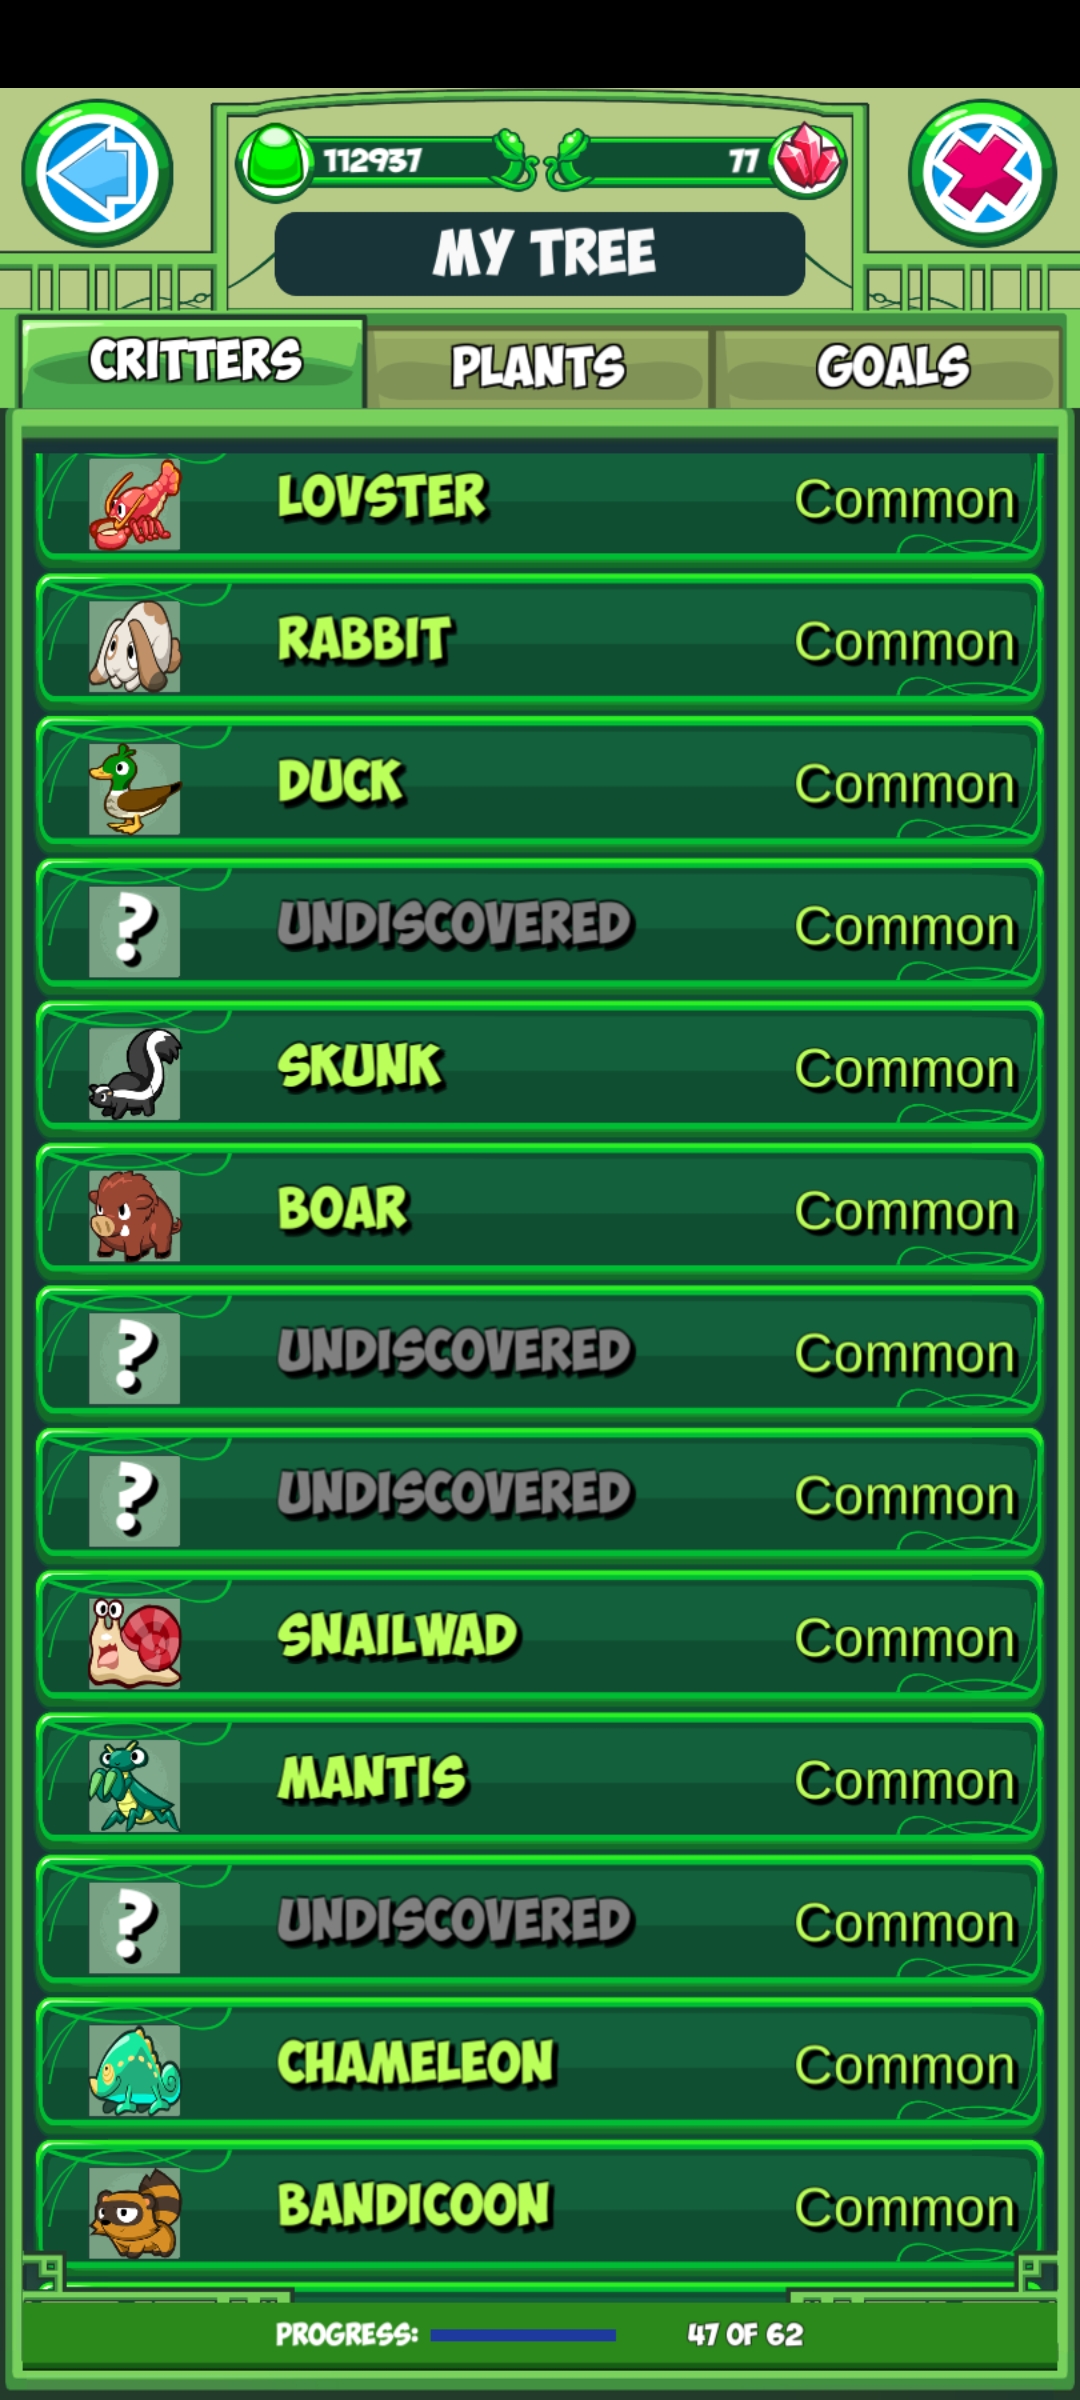 112937
77
MY TREE
CRITTERS
PLANTS
GOALS
LOVSTER Common
RABBIT Common
DUCK Common
? UNDISCOVERED Common
SKUNK Common
BOAR Common
? UNDISCOVERED Common
? UNDISCOVERED Common
SNAILWAD Common
MANTIS Common
? UNDISCOVERED Common
CHAMELEON Common
BANDICOON Common
PROGRESS: 47 OF 62